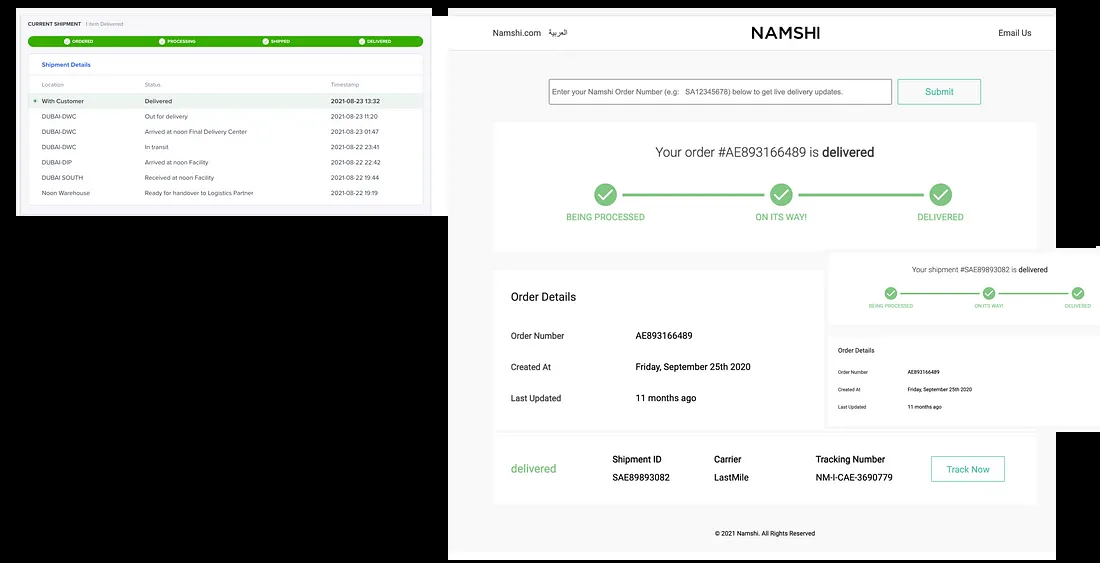 CURRENT SHIPMENT 1 Item Delivered
ORDERED PROCESSING SHIPPED DELIVERED
Shipment Details
Location Status Timestamp
With Customer Delivered 2021-08-23 13:32
DUBAI-DWC Out for delivery 2021-08-23 11:20
DUBAI-DWC Arrived at noon Final Delivery Center 2021-08-23 01:47
DUBAI-DWC In transit 2021-08-22 23:41
DUBAI-DIP Arrived at noon Facility 2021-08-22 22:42
DUBAI SOUTH Received at noon Facility 2021-08-22 19:44
Noon Warehouse Ready for handover to Logistics Partner 2021-08-22 19:19
Namshi.com العربية NAMSHI Email Us
Enter your Namshi Order Number (e.g: SA12345678) below to get live delivery updates. Submit
Your order #AE893166489 is delivered
BEING PROCESSED ON ITS WAY! DELIVERED
Order Details
Order Number AE893166489
Created At Friday, September 25th 2020
Last Updated 11 months ago
Your shipment #SAE89893082 is delivered
BEING PROCESSED ON ITS WAY! DELIVERED
Order Details
Order Number AE893166489
Created At Friday, September 25th 2020
Last Updated 11 months ago
delivered
Shipment ID Carrier Tracking Number
SAE89893082 LastMile NM-I-CAE-3690779
Track Now
© 2021 Namshi. All Rights Reserved